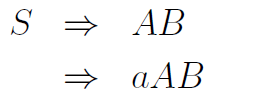 S ⇒ AB
⇒ aAB